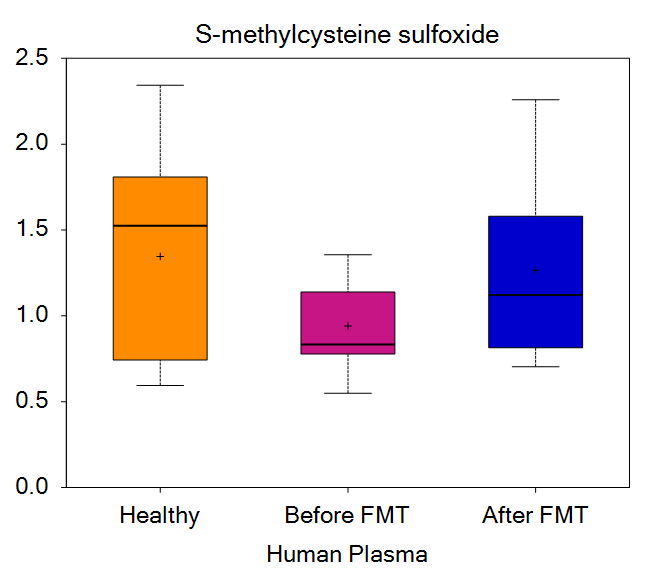 S-methylcysteine sulfoxide
2.5
2.0
1.5
1.0
0.5
0.0
Healthy Before FMT After FMT
Human Plasma